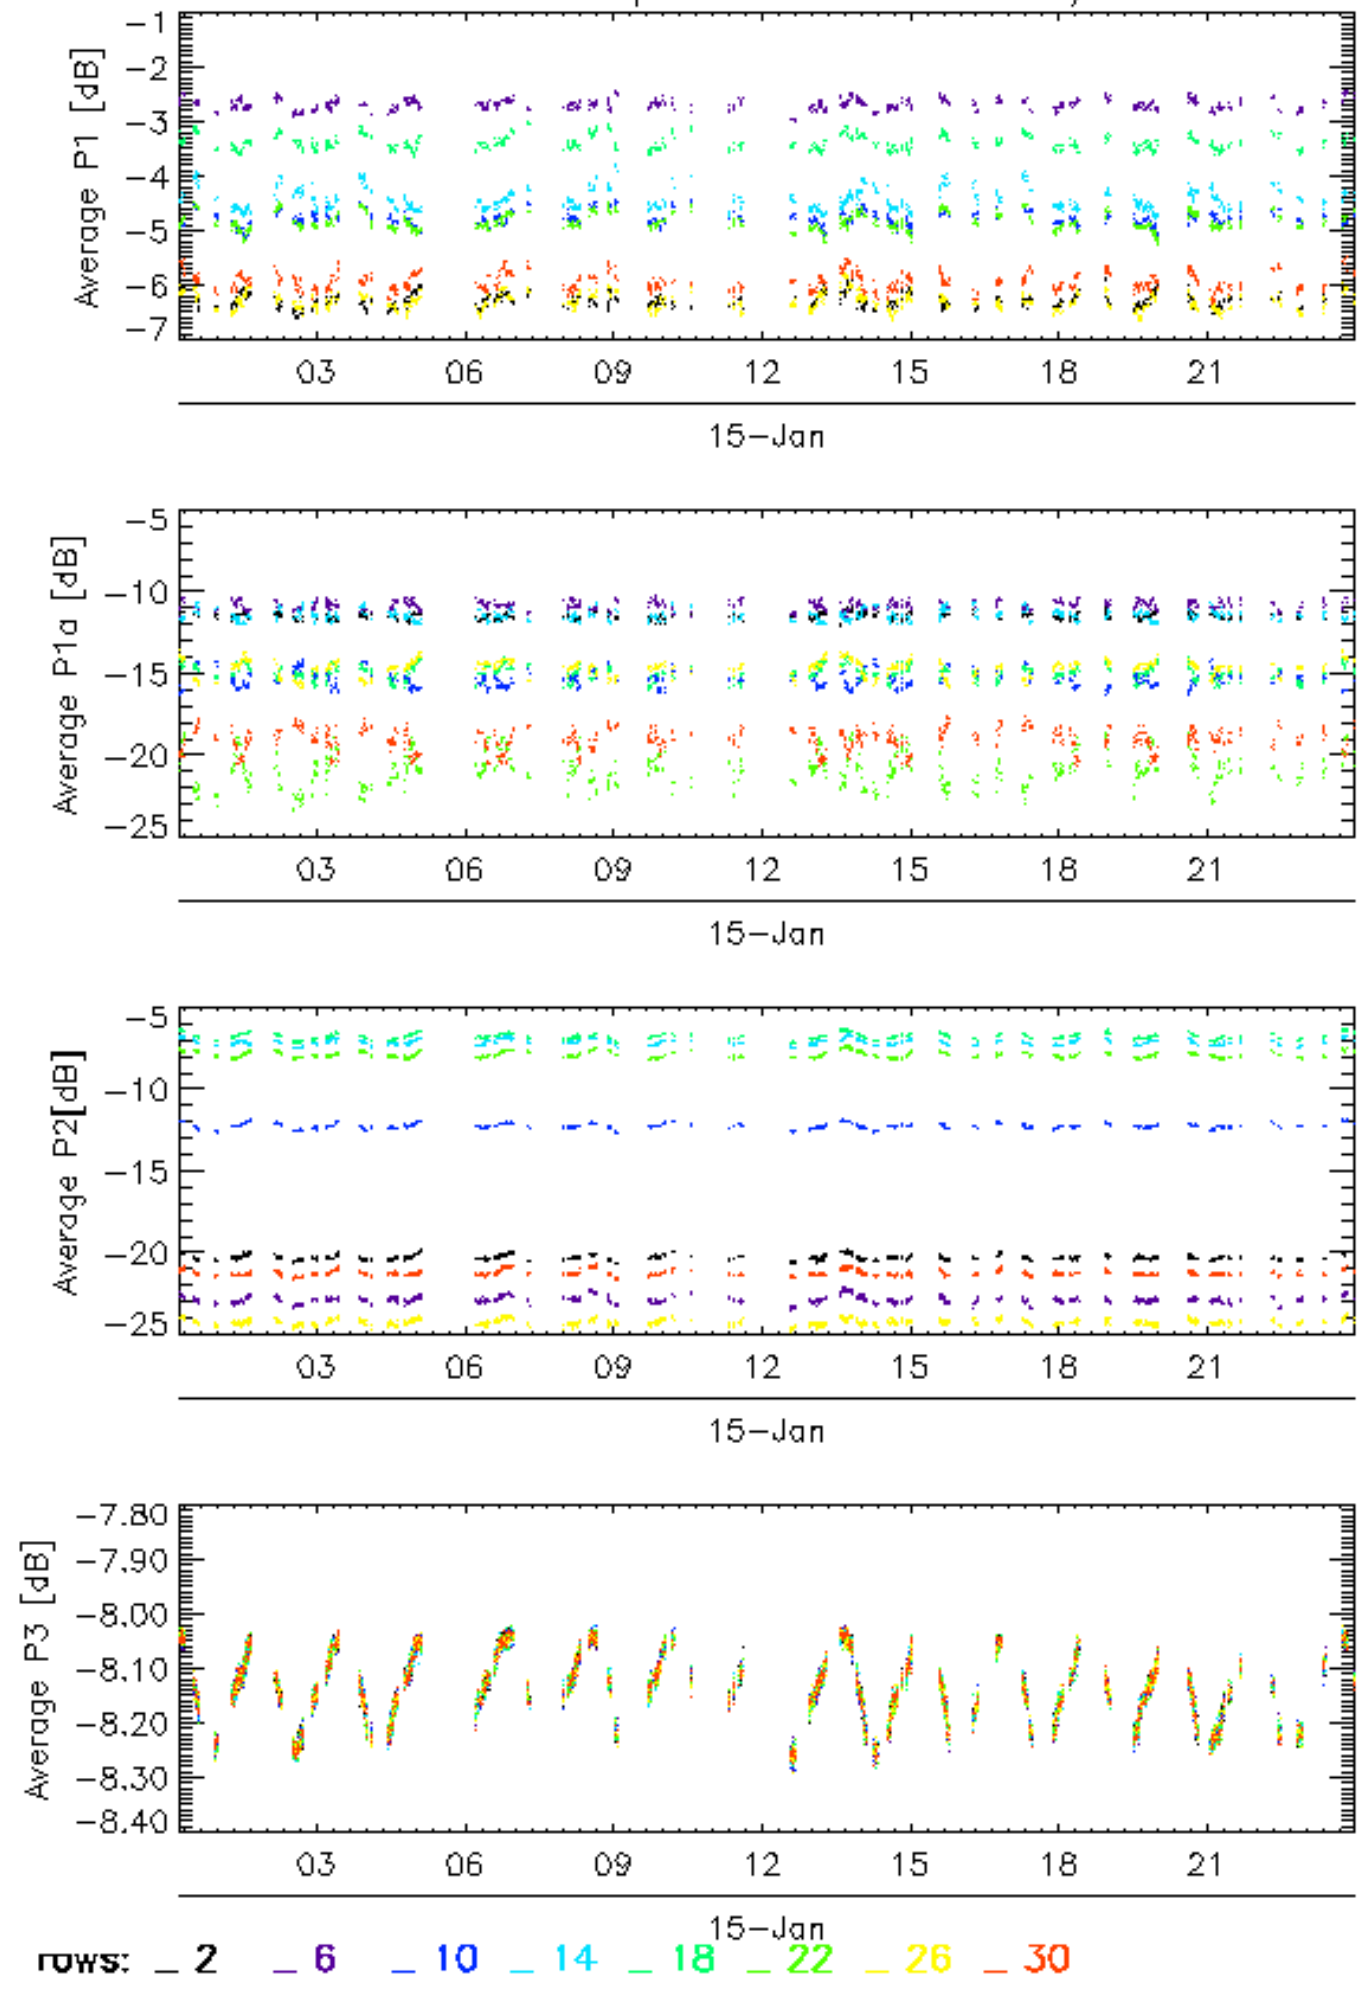 Average P1 [dB]
-1
-2
-3
-4
-5
-6
-7
03 06 09 12 15 18 21
15-Jan
Average P1a [dB]
-5
-10
-15
-20
-25
03 06 09 12 15 18 21
15-Jan
Average P2[dB]
-5
-10
-15
-20
-25
03 06 09 12 15 18 21
15-Jan
Average P3 [dB]
-7.80
-7.90
-8.00
-8.10
-8.20
-8.30
-8.40
03 06 09 12 15 18 21
15-Jan
rows: _ 2 _ 6 _ 10 _ 14 _ 18 _ 22 _ 26 _ 30